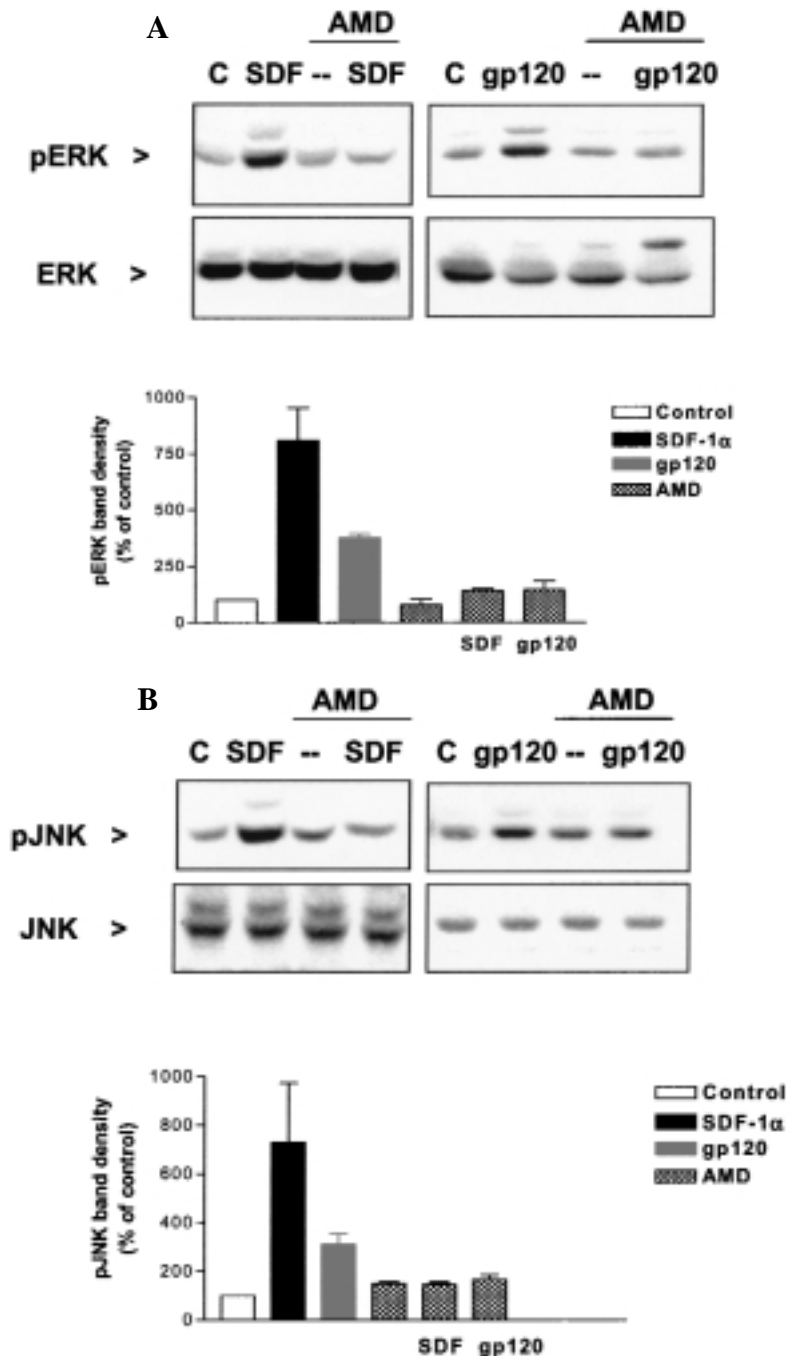 A
AMD
AMD
C SDF -- SDF
C gp120 -- gp120
pERK >
ERK >
pERK band density
(% of control)
1000
750
500
250
0
SDF gp120
Control
SDF-1α
gp120
AMD
B
AMD
AMD
C SDF -- SDF
C gp120 -- gp120
pJNK >
JNK >
pJNK band density
(% of control)
1000
800
600
400
200
0
SDF gp120
Control
SDF-1α
gp120
AMD